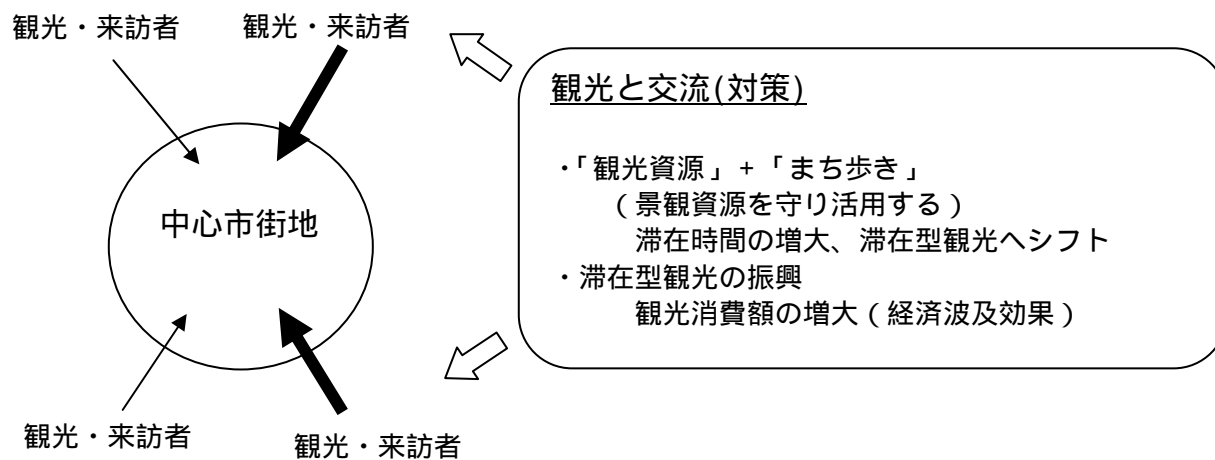 観光・来訪者
観光・来訪者
中心市街地
観光・来訪者
観光・来訪者
観光と交流(対策)
・「観光資源」+「まち歩き」
(景観資源を守り活用する)
滞在時間の増大、滞在型観光へシフト
・滞在型観光の振興
観光消費額の増大(経済波及効果)